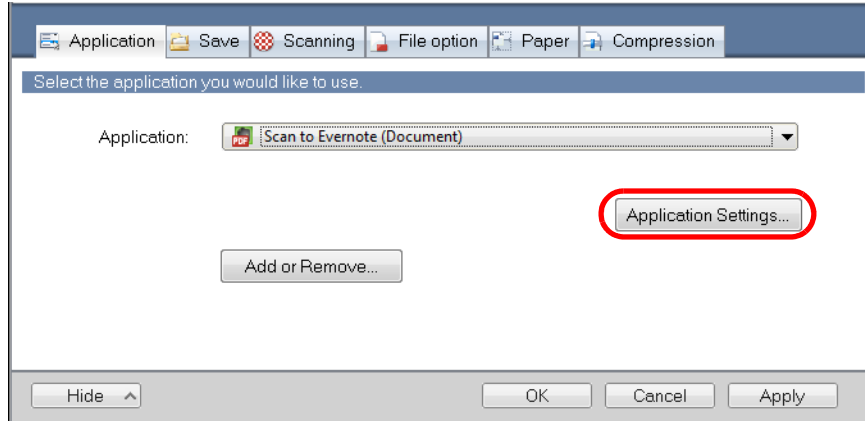 Application Save Scanning File option Paper Compression
Select the application you would like to use.
Application: PDF Scan to Evernote (Document)
Application Settings...
Add or Remove...
Hide OK Cancel Apply